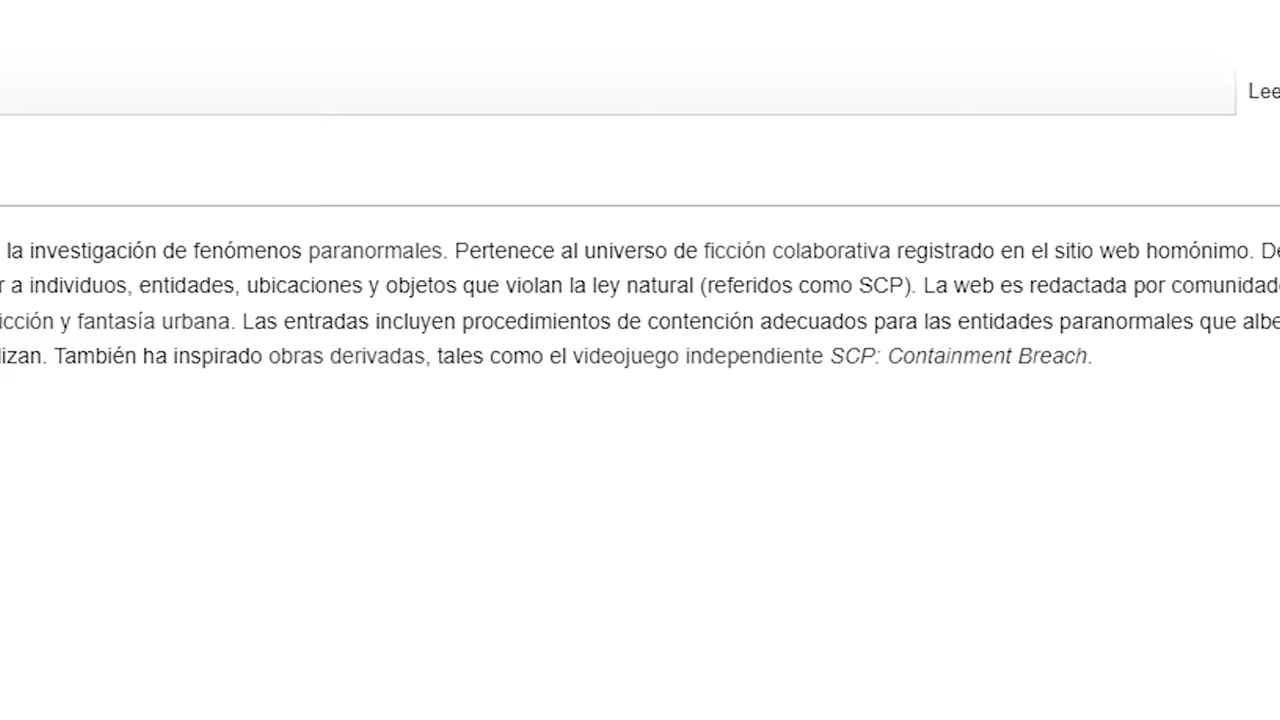 Lee
la investigación de fenómenos paranormales. Pertenece al universo de ficción colaborativa registrado en el sitio web homónimo. De
r a individuos, entidades, ubicaciones y objetos que violan la ley natural (referidos como SCP). La web es redactada por comunidade
icción y fantasía urbana. Las entradas incluyen procedimientos de contención adecuados para las entidades paranormales que albe
lizan. También ha inspirado obras derivadas, tales como el videojuego independiente SCP: Containment Breach.